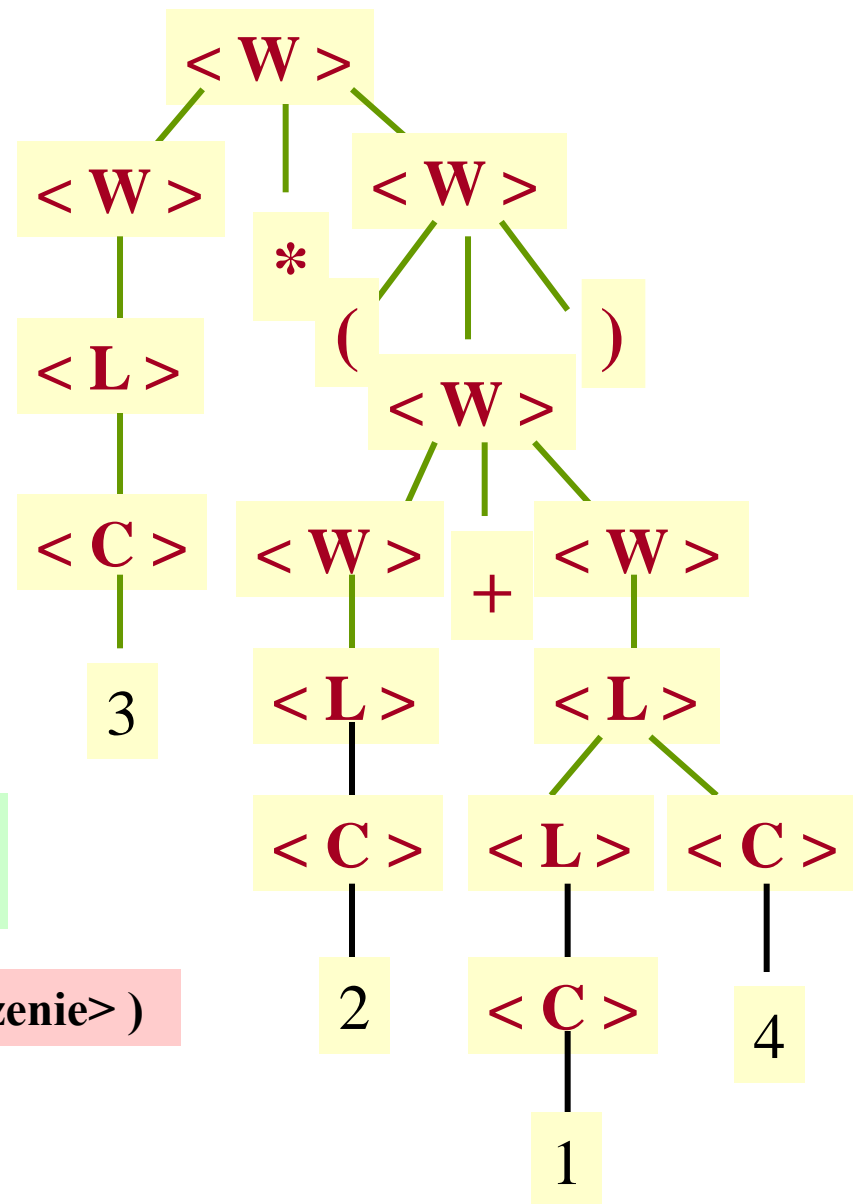 < W >
< W > * < W >
< L > ( < W > )
< C > < W > + < W >
3 < L > < L >
< C > < L > < C >
zenie> )
2 < C > 4
1